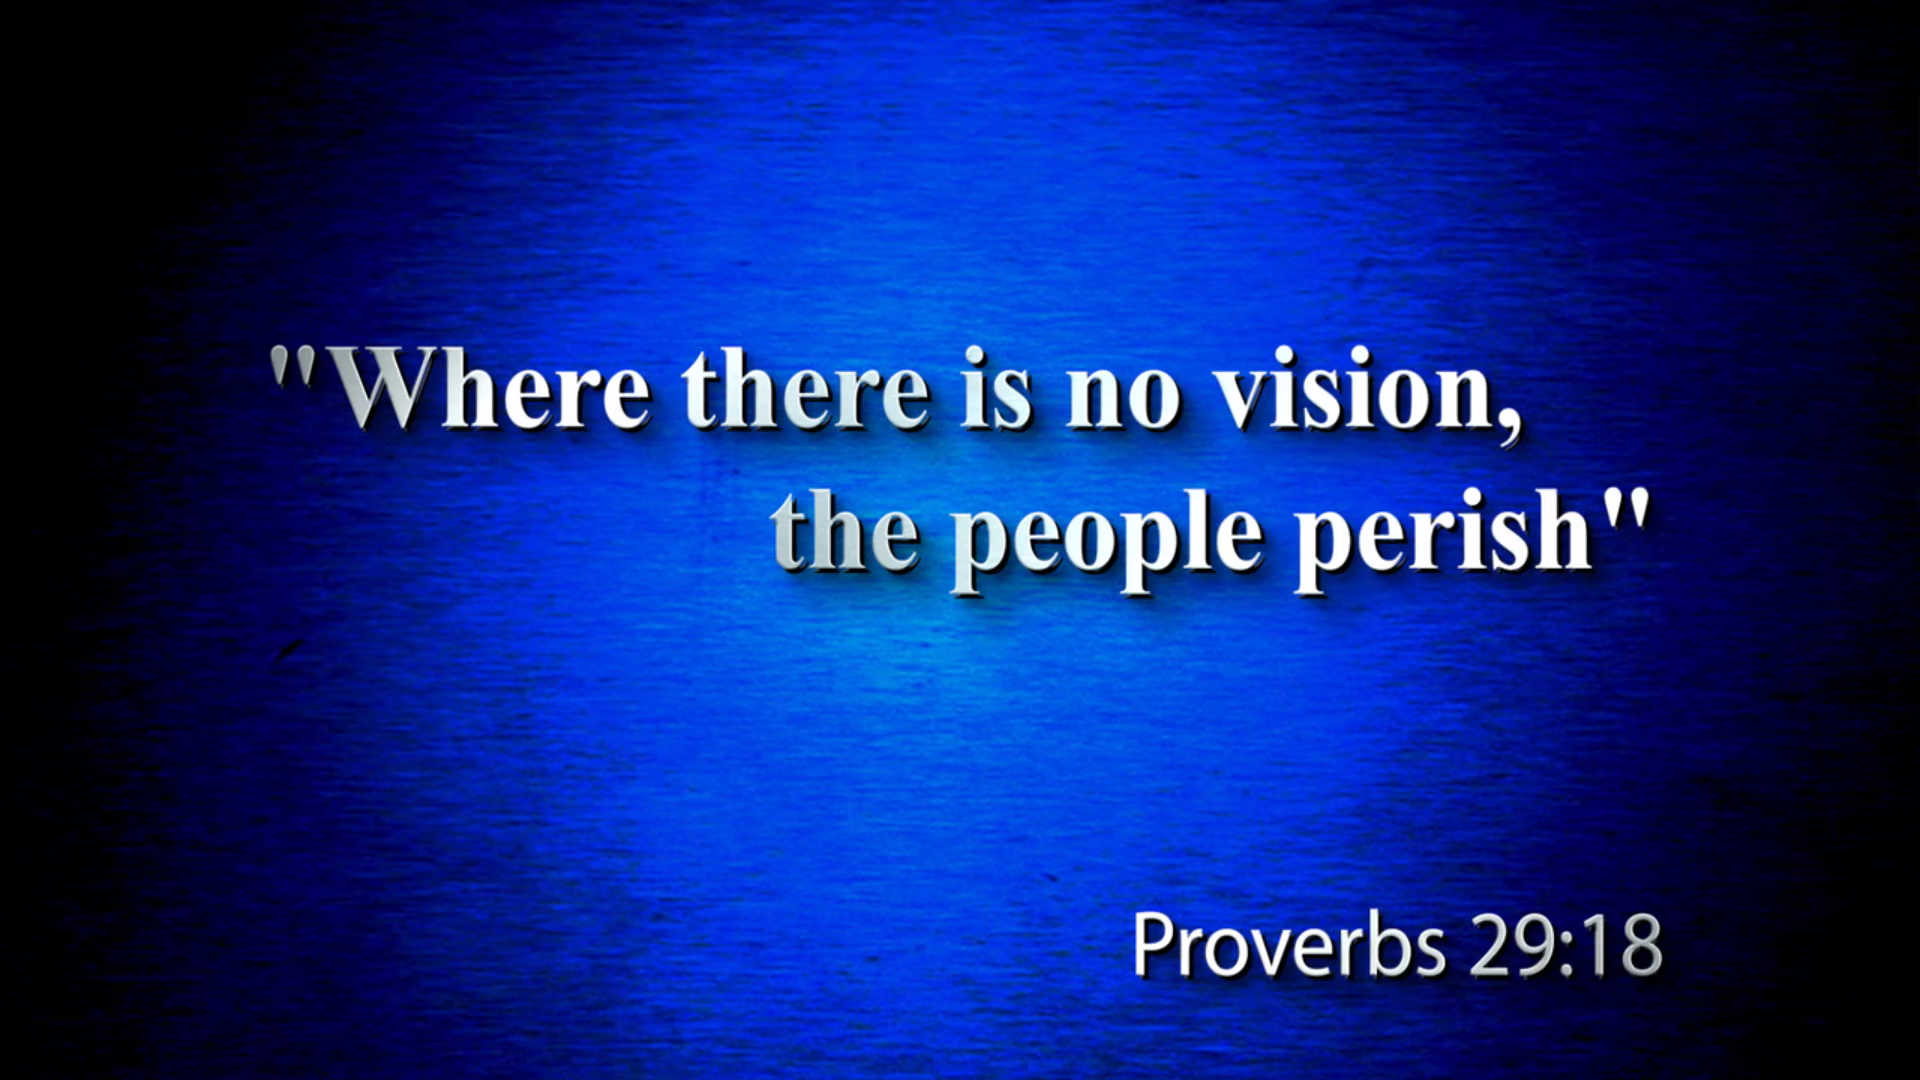 "Where there is no vision,
the people perish"
Proverbs 29:18